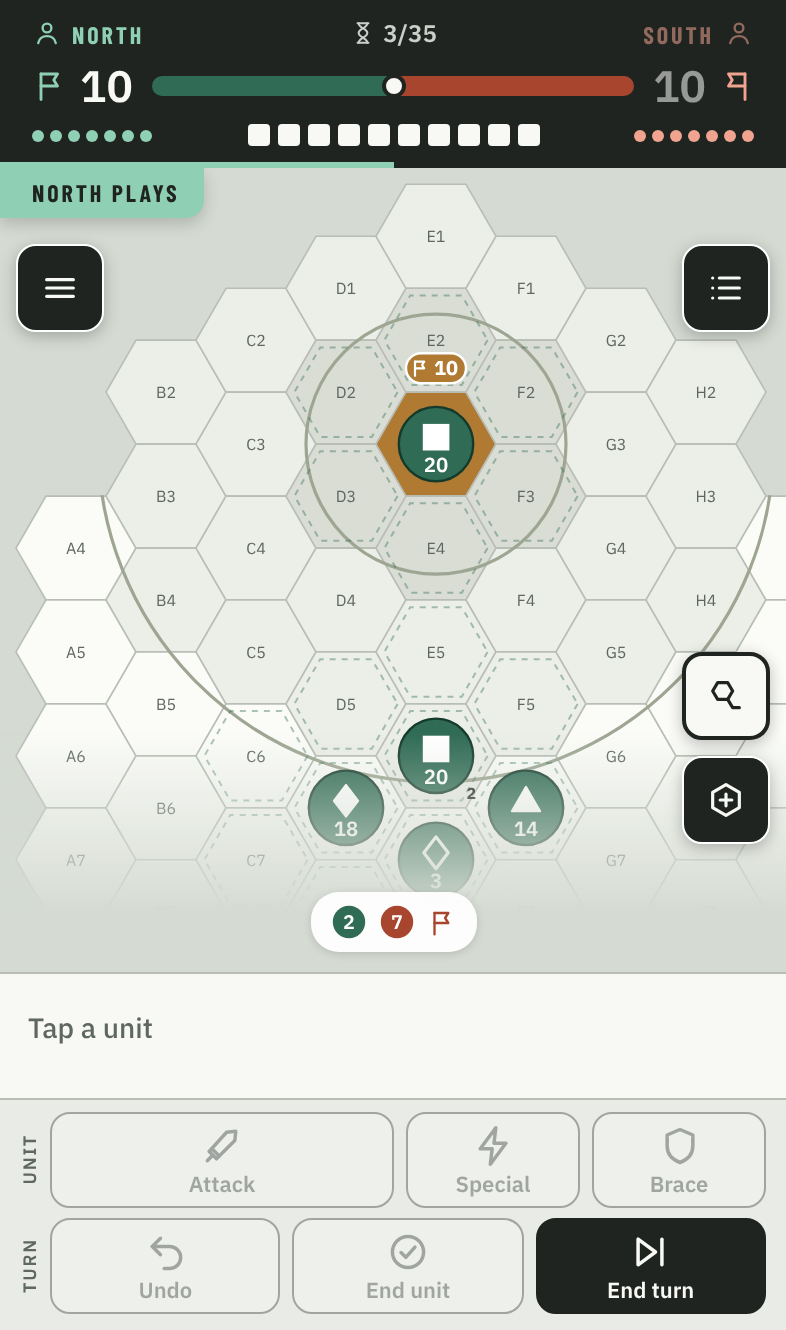 NORTH
3/35
SOUTH
10
10
NORTH PLAYS
E1
D1
F1
C2
E2
G2
10
B2
D2
F2
H2
C3
20
G3
B3
D3
F3
H3
A4
C4
E4
G4
B4
D4
F4
H4
A5
C5
E5
G5
B5
D5
F5
A6
C6
20
G6
2
B6
18
14
A7
C7
3
G7
2
7
Tap a unit
UNIT
Attack
Special
Brace
TURN
Undo
End unit
End turn